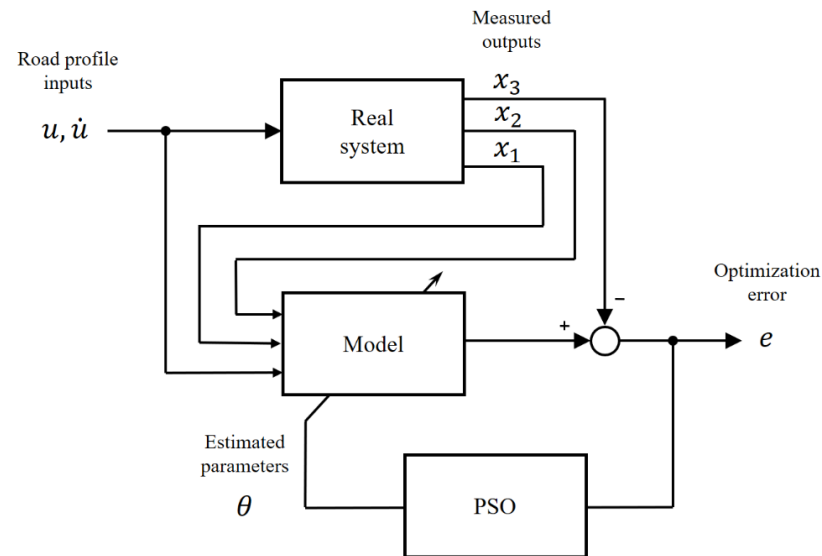 Measured
outputs
Road profile
inputs
u, u̇
Real
system
x₃
x₂
x₁
Optimization
error
−
+
e
Model
Estimated
parameters
θ
PSO